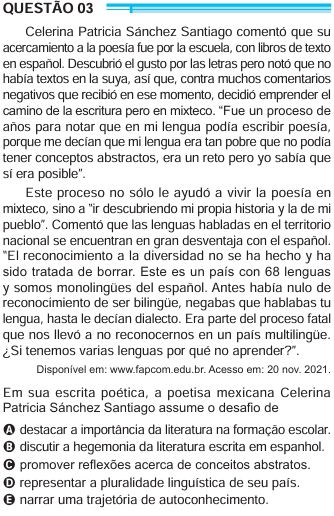 QUESTÃO 03
Celerina Patricia Sánchez Santiago comentó que su
acercamiento a la poesía fue por la escuela, con libros de texto
en español. Descubrió el gusto por las letras pero notó que no
había textos en la suya, así que, contra muchos comentarios
negativos que recibió en ese momento, decidió emprender el
camino de la escritura pero en mixteco. “Fue un proceso de
años para notar que en mi lengua podía escribir poesía,
porque me decían que mi lengua era tan pobre que no podía
tener conceptos abstractos, era un reto pero yo sabía que
sí era posible”.
Este proceso no sólo le ayudó a vivir la poesía en
mixteco, sino a “ir descubriendo mi propia historia y la de mi
pueblo”. Comentó que las lenguas habladas en el territorio
nacional se encuentran en gran desventaja con el español.
“El reconocimiento a la diversidad no se ha hecho y ha
sido tratada de borrar. Este es un país con 68 lenguas
y somos monolingües del español. Antes había nulo de
reconocimiento de ser bilingüe, negabas que hablabas tu
lengua, hasta le decían dialecto. Era parte del proceso fatal
que nos llevó a no reconocernos en un país multilingüe.
¿Si tenemos varias lenguas por qué no aprender?”.
Disponível em: www.fapcom.edu.br. Acesso em: 20 nov. 2021.
Em sua escrita poética, a poetisa mexicana Celerina
Patricia Sánchez Santiago assume o desafio de
A destacar a importância da literatura na formação escolar.
B discutir a hegemonia da literatura escrita em espanhol.
C promover reflexões acerca de conceitos abstratos.
D representar a pluralidade linguística de seu país.
E narrar uma trajetória de autoconhecimento.